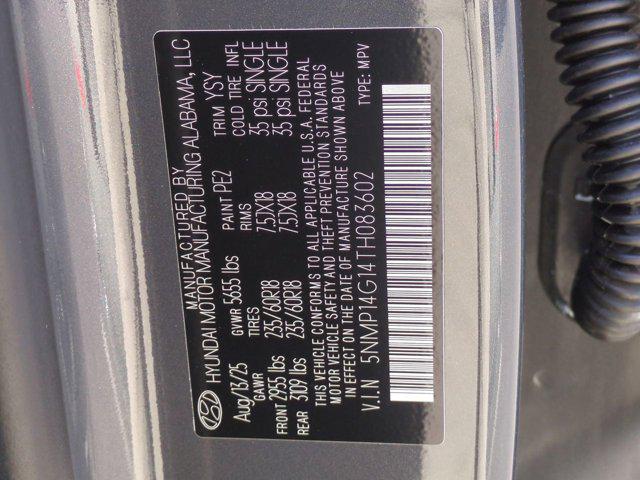 MANUFACTURED BY
HYUNDAI MOTOR MANUFACTURING ALABAMA, LLC
Aug/13/25 GVWR 5655 lbs PAINT PE2 TRIM YSY
GAWR TIRES RIMS COLD TIRE INFL
FRONT 2955 lbs 235/60R18 7.5JX18 35 psi SINGLE
REAR 3109 lbs 235/60R18 7.5JX18 35 psi SINGLE
THIS VEHICLE CONFORMS TO ALL APPLICABLE U.S.A. FEDERAL
MOTOR VEHICLE SAFETY AND THEFT PREVENTION STANDARDS
IN EFFECT ON THE DATE OF MANUFACTURE SHOWN ABOVE
V.I.N 5NMP14G14TH083602 TYPE: MPV